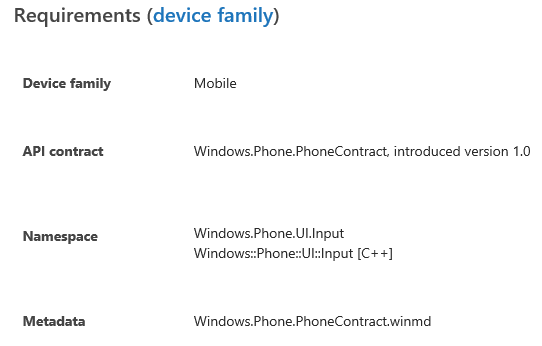 Requirements (device family)
Device family Mobile
API contract Windows.Phone.PhoneContract, introduced version 1.0
Namespace Windows.Phone.UI.Input
Windows::Phone::UI::Input [C++]
Metadata Windows.Phone.PhoneContract.winmd